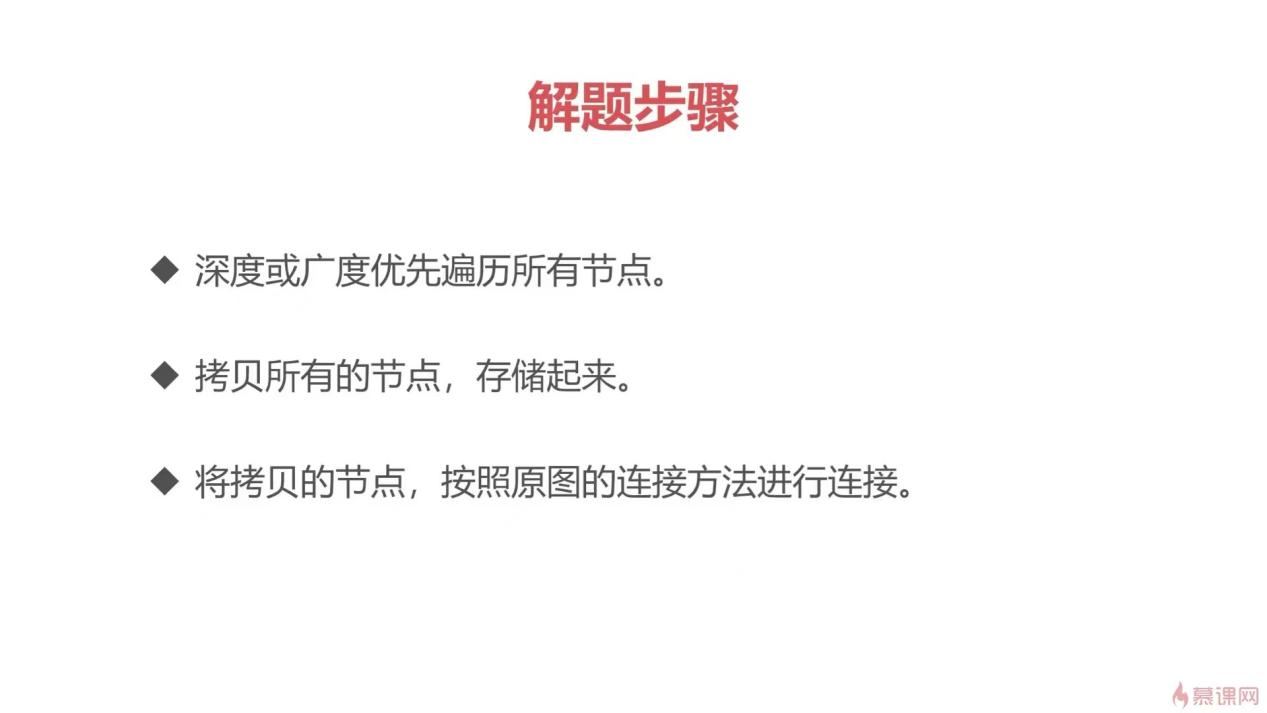 解题步骤
深度或广度优先遍历所有节点。
拷贝所有的节点，存储起来。
将拷贝的节点，按照原图的连接方法进行连接。
慕课网